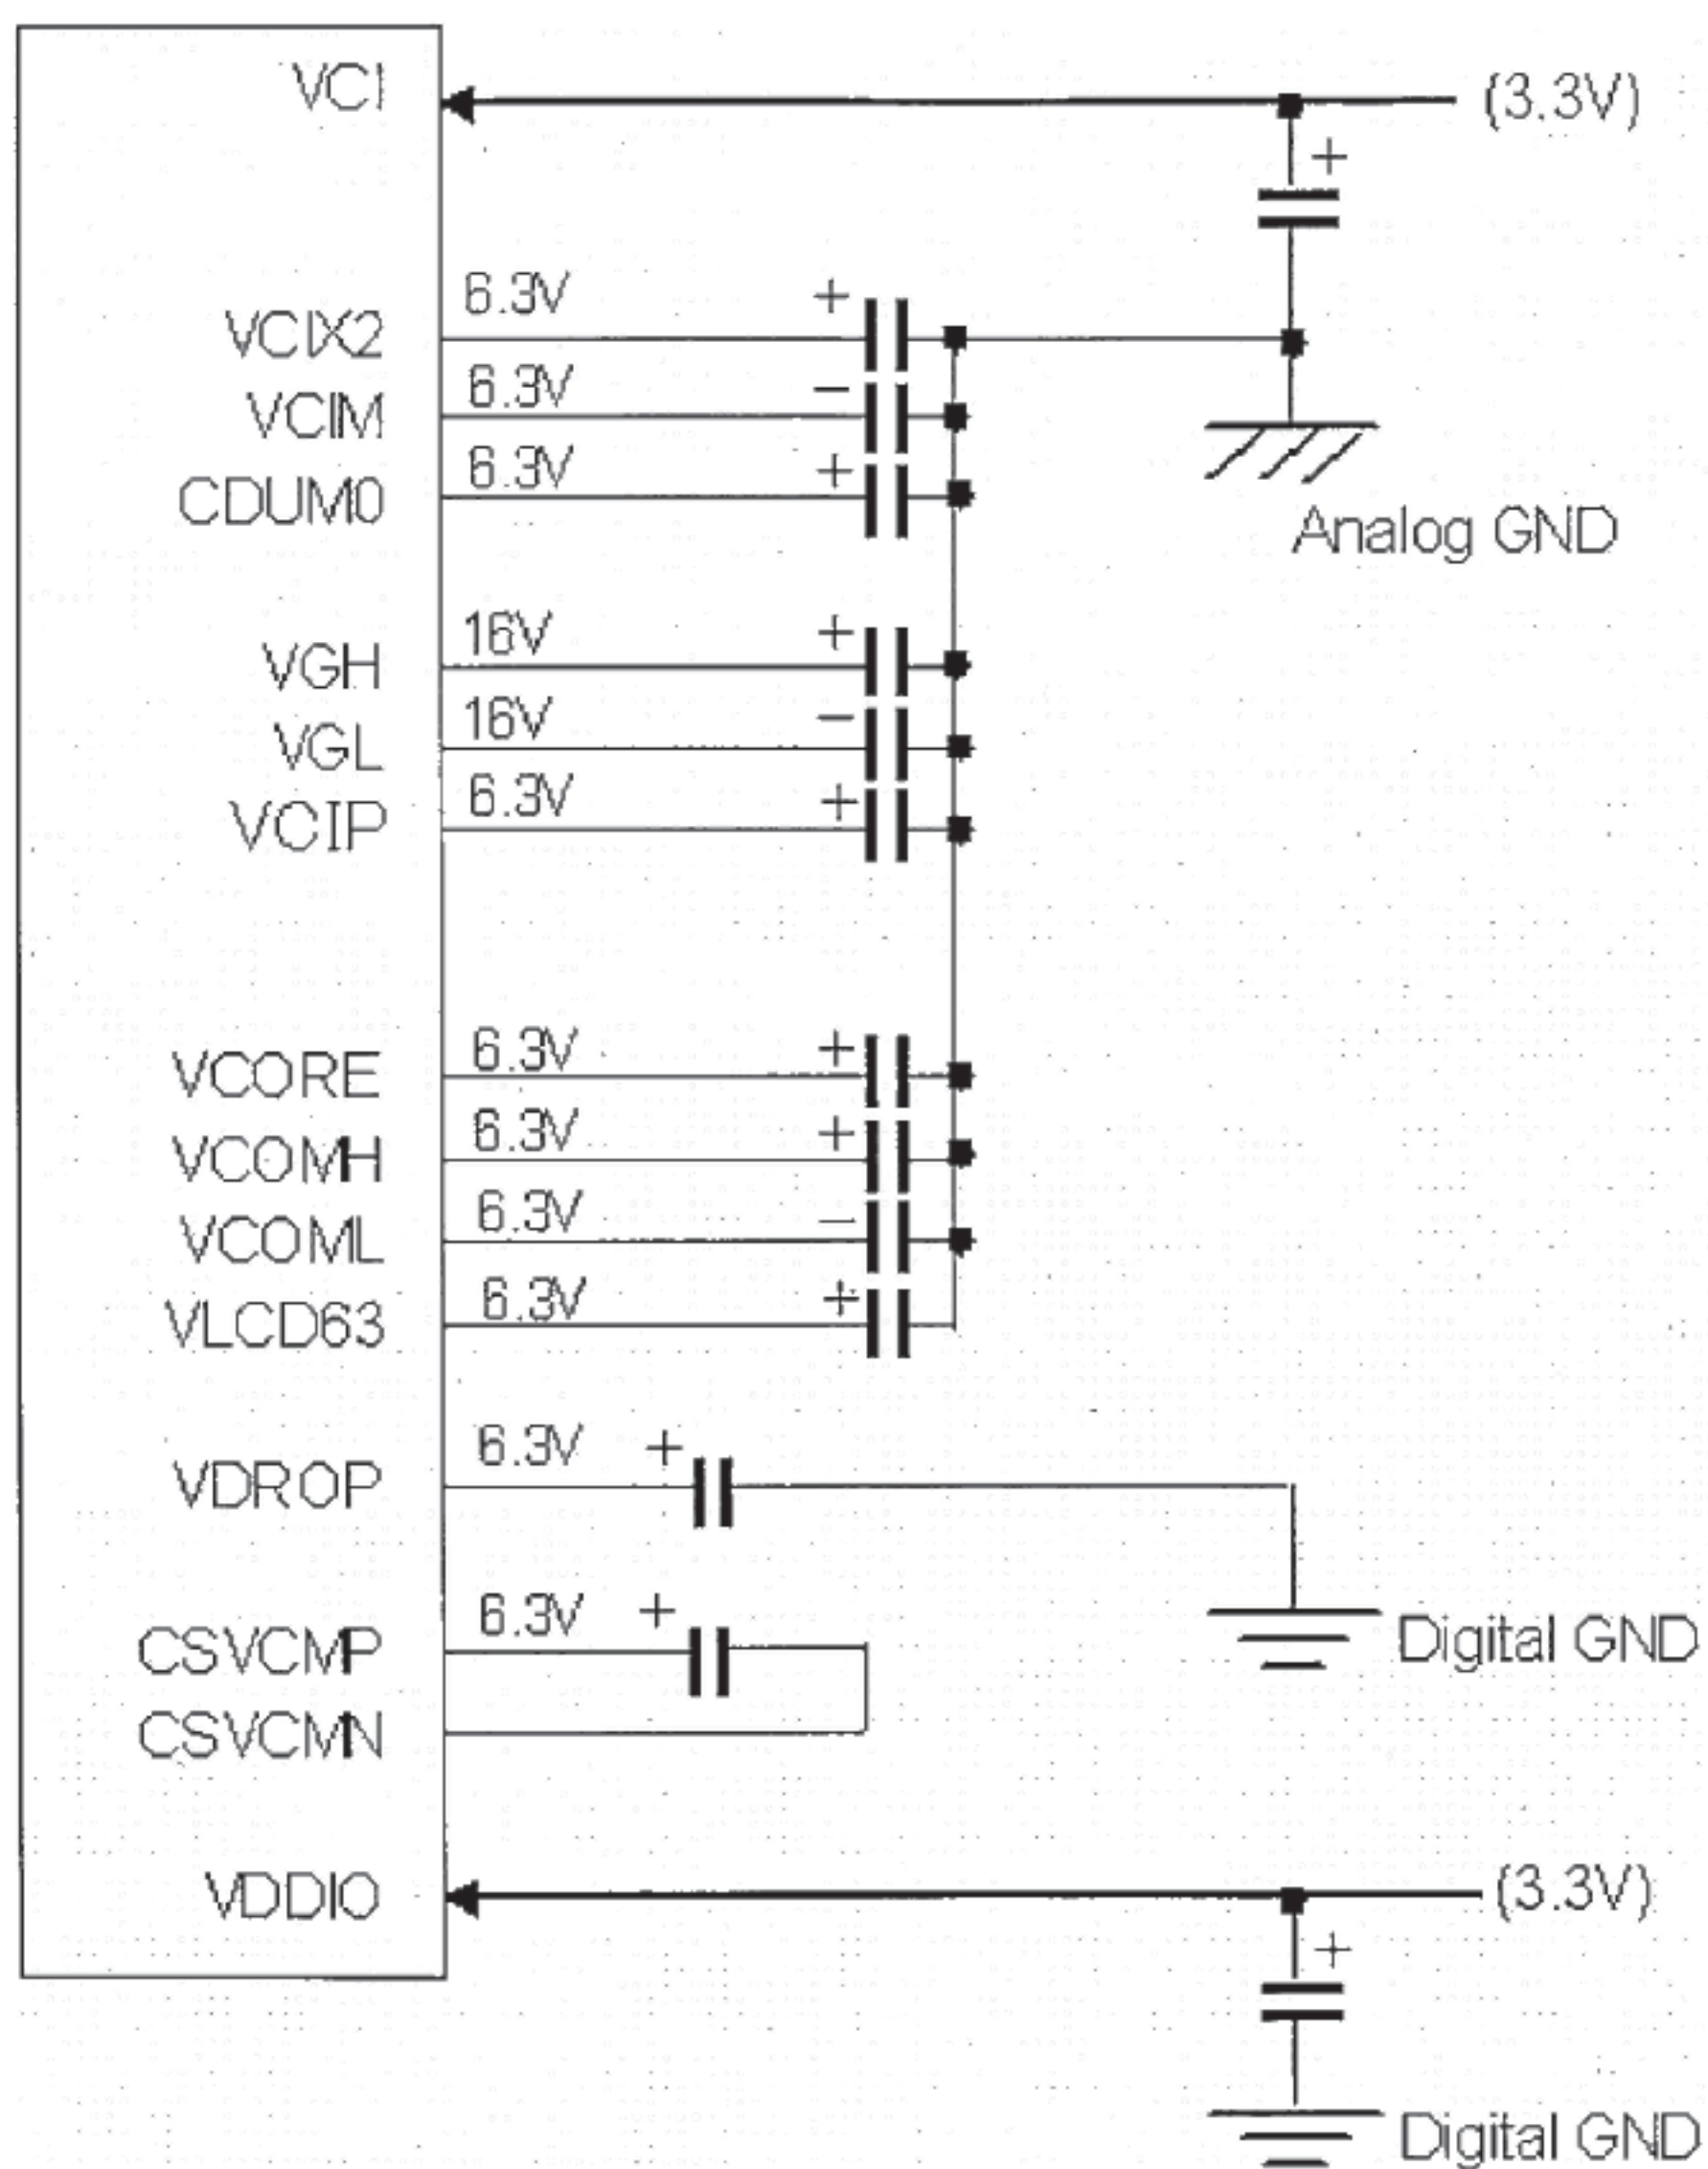 VCI
(3.3V)
+
6.3V
+
VCIX2
6.3V
−
VCIM
6.3V
+
CDUM0
Analog GND
16V
+
VGH
16V
−
VGL
6.3V
+
VCIP
6.3V
+
VCORE
6.3V
+
VCOMH
6.3V
−
VCOML
6.3V
+
VLCD63
6.3V
+
VDROP
6.3V
+
CSVCMP
Digital GND
CSVCMN
VDDIO
(3.3V)
+
Digital GND